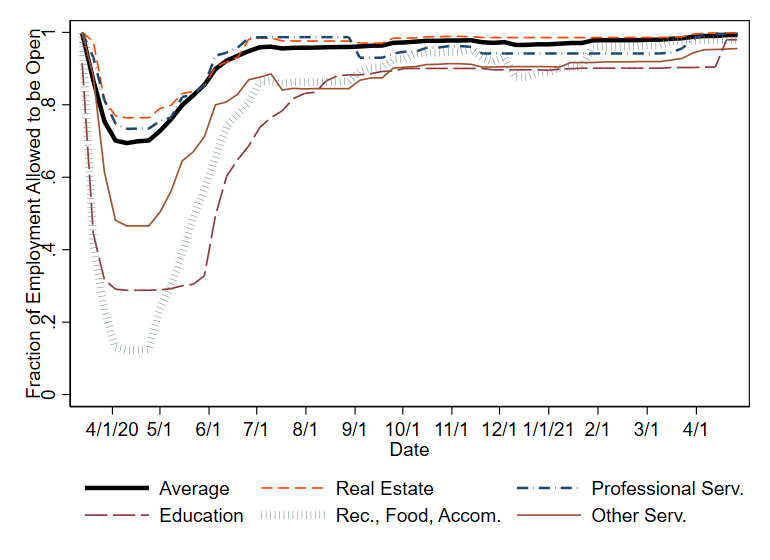 Fraction of Employment Allowed to be Open
1
.8
.6
.4
.2
0
4/1/20 5/1 6/1 7/1 8/1 9/1 10/1 11/1 12/1 1/1/21 2/1 3/1 4/1
Date
Average Real Estate Professional Serv.
Education Rec., Food, Accom. Other Serv.